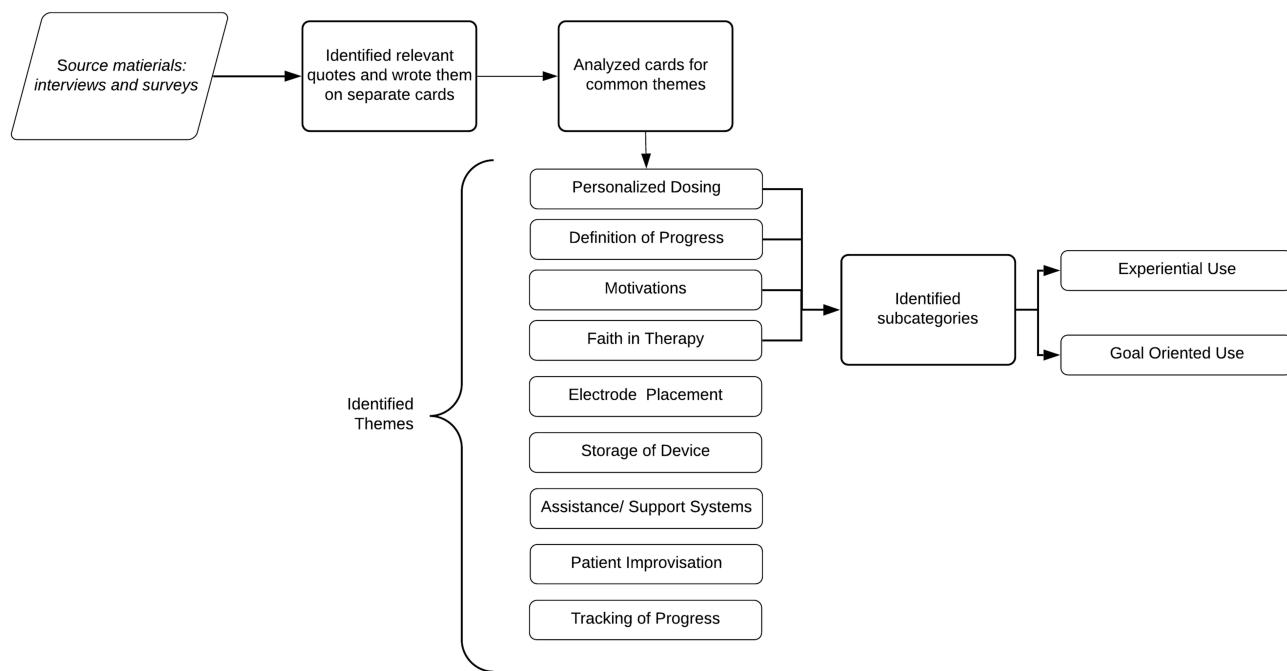 Source matierials:
interviews and surveys
Identified relevant
quotes and wrote them
on separate cards
Analyzed cards for
common themes
Identified
Themes
Personalized Dosing
Definition of Progress
Motivations
Faith in Therapy
Electrode  Placement
Storage of Device
Assistance/ Support Systems
Patient Improvisation
Tracking of Progress
Identified
subcategories
Experiential Use
Goal Oriented Use